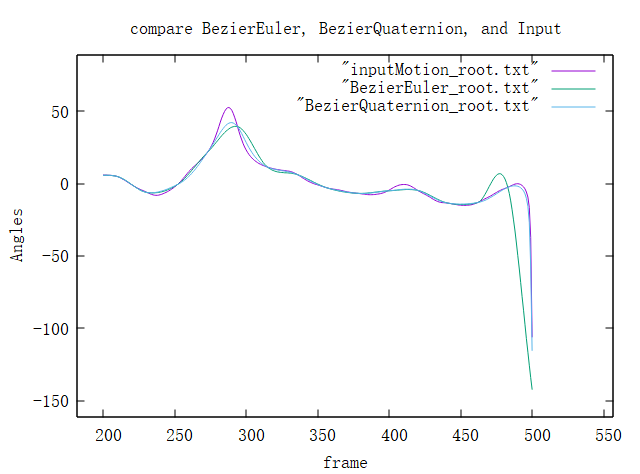 compare BezierEuler, BezierQuaternion, and Input
"inputMotion_root.txt"
"BezierEuler_root.txt"
"BezierQuaternion_root.txt"
50
0
-50
-100
-150
Angles
200 250 300 350 400 450 500 550
frame